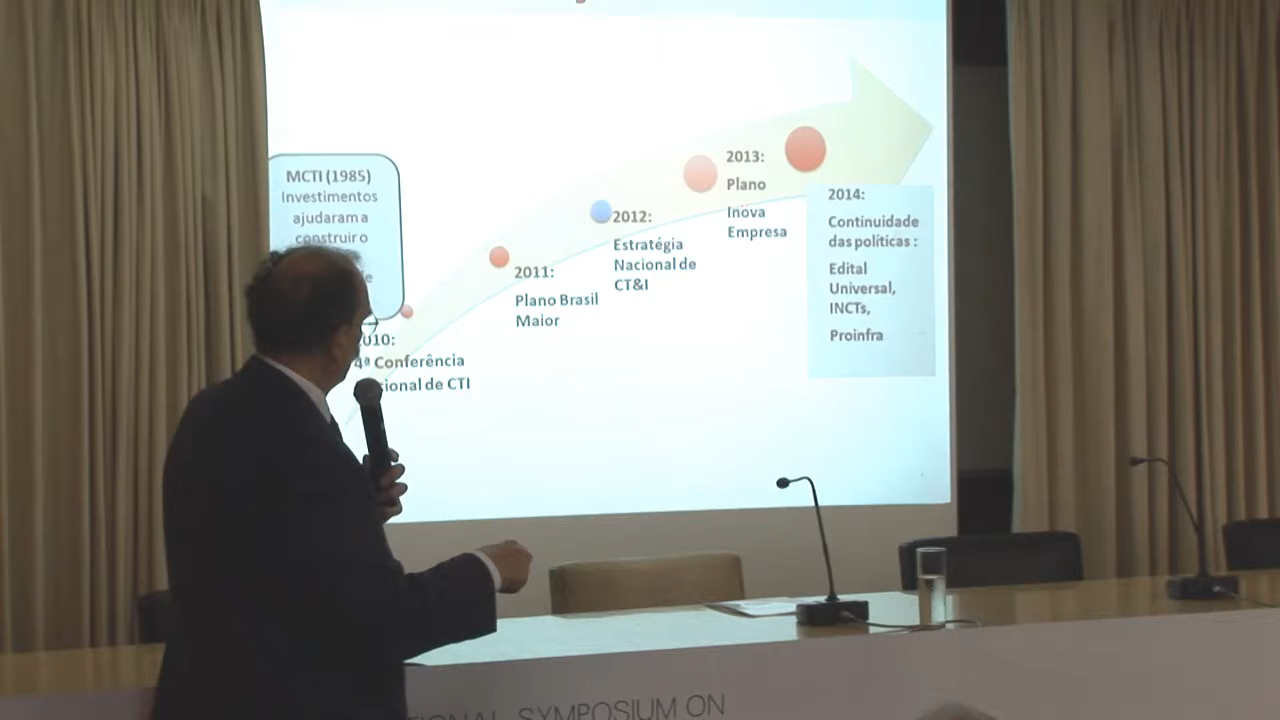 MCTI (1985)
Investimentos
ajudaram a
construir o
2010:
4ª Conferência
de CTI
2011:
Plano Brasil
Maior
2012:
Estratégia
Nacional de
CT&I
2013:
Plano
Inova
Empresa
2014:
Continuidade
das políticas :
Edital
Universal,
INCTs,
Proinfra
SYMPOSIUM ON